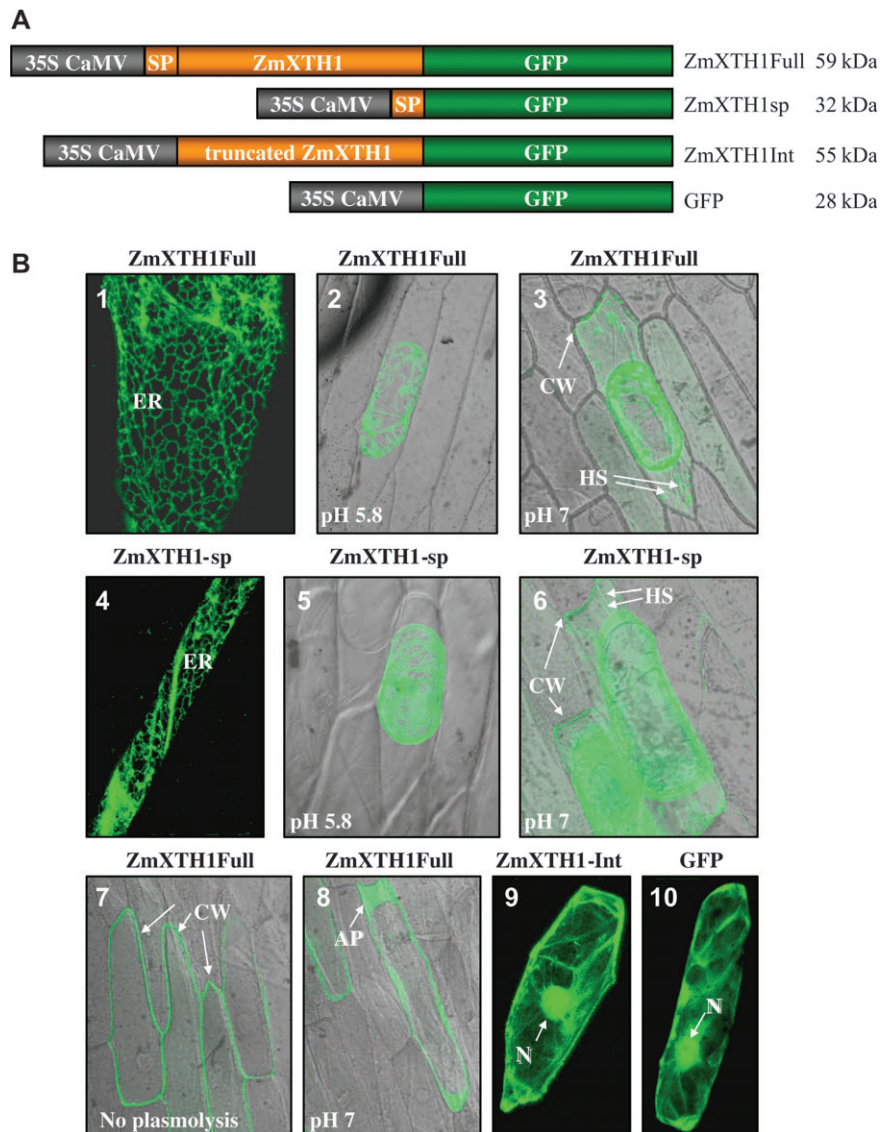 A
35S CaMV SP ZmXTH1 GFP ZmXTH1Full 59 kDa
35S CaMV SP GFP ZmXTH1sp 32 kDa
35S CaMV truncated ZmXTH1 GFP ZmXTH1Int 55 kDa
35S CaMV GFP GFP 28 kDa
B
ZmXTH1Full ZmXTH1Full ZmXTH1Full
1 2 3
ER CW
HS
pH 5.8 pH 7
ZmXTH1-sp ZmXTH1-sp ZmXTH1-sp
4 5 6
HS
ER CW
pH 5.8 pH 7
ZmXTH1Full ZmXTH1Full ZmXTH1-Int GFP
7 8 9 10
CW AP
N N
No plasmolysis pH 7